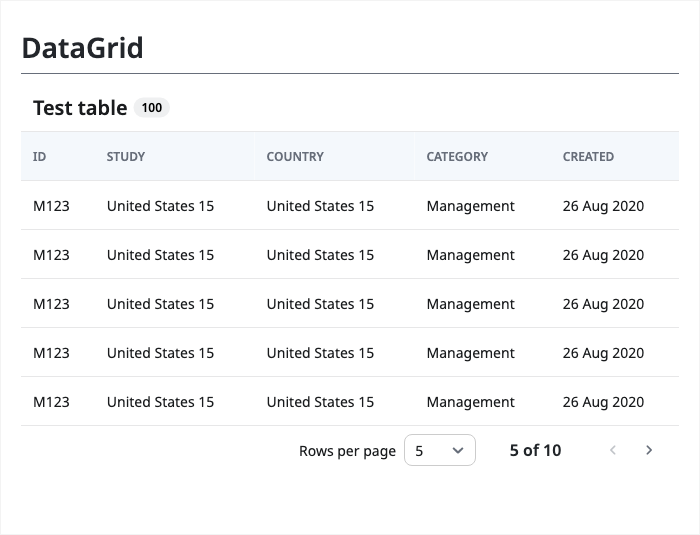 DataGrid
Test table 100
ID STUDY COUNTRY CATEGORY CREATED
M123 United States 15 United States 15 Management 26 Aug 2020
M123 United States 15 United States 15 Management 26 Aug 2020
M123 United States 15 United States 15 Management 26 Aug 2020
M123 United States 15 United States 15 Management 26 Aug 2020
M123 United States 15 United States 15 Management 26 Aug 2020
Rows per page 5 5 of 10